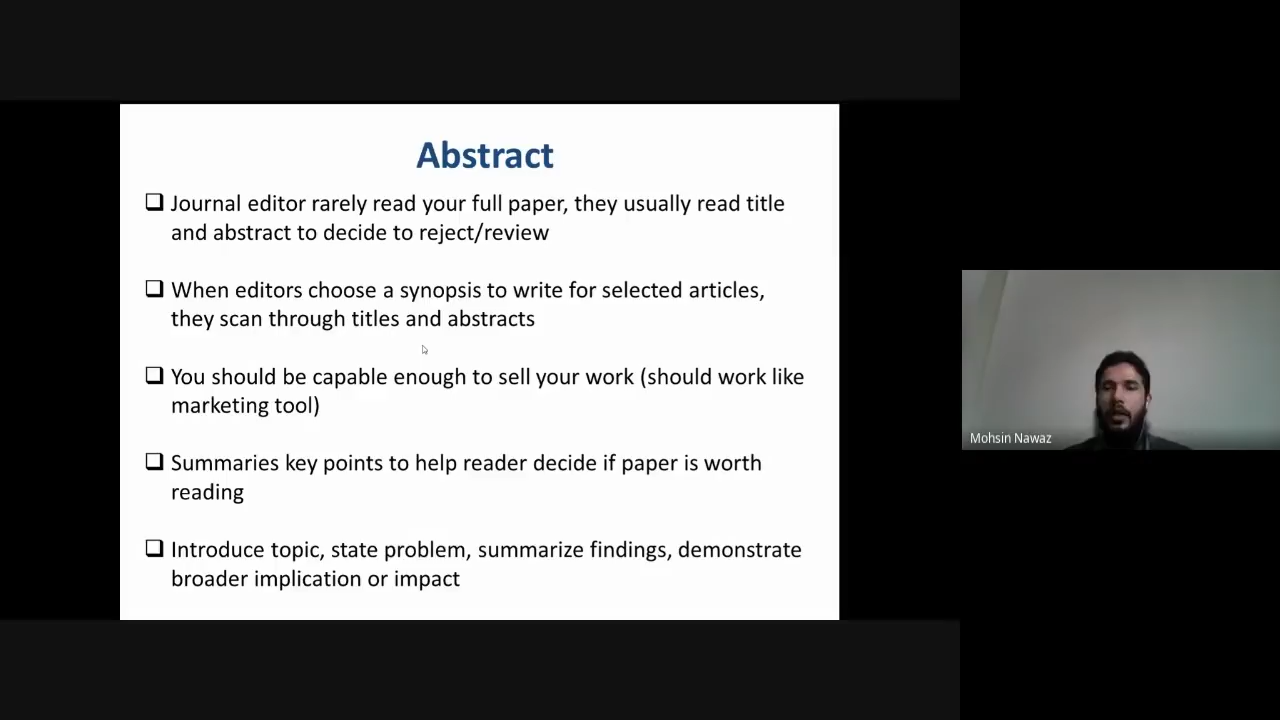 Abstract
Journal editor rarely read your full paper, they usually read title
and abstract to decide to reject/review
When editors choose a synopsis to write for selected articles,
they scan through titles and abstracts
You should be capable enough to sell your work (should work like
marketing tool)
Summaries key points to help reader decide if paper is worth
reading
Introduce topic, state problem, summarize findings, demonstrate
broader implication or impact
Mohsin Nawaz